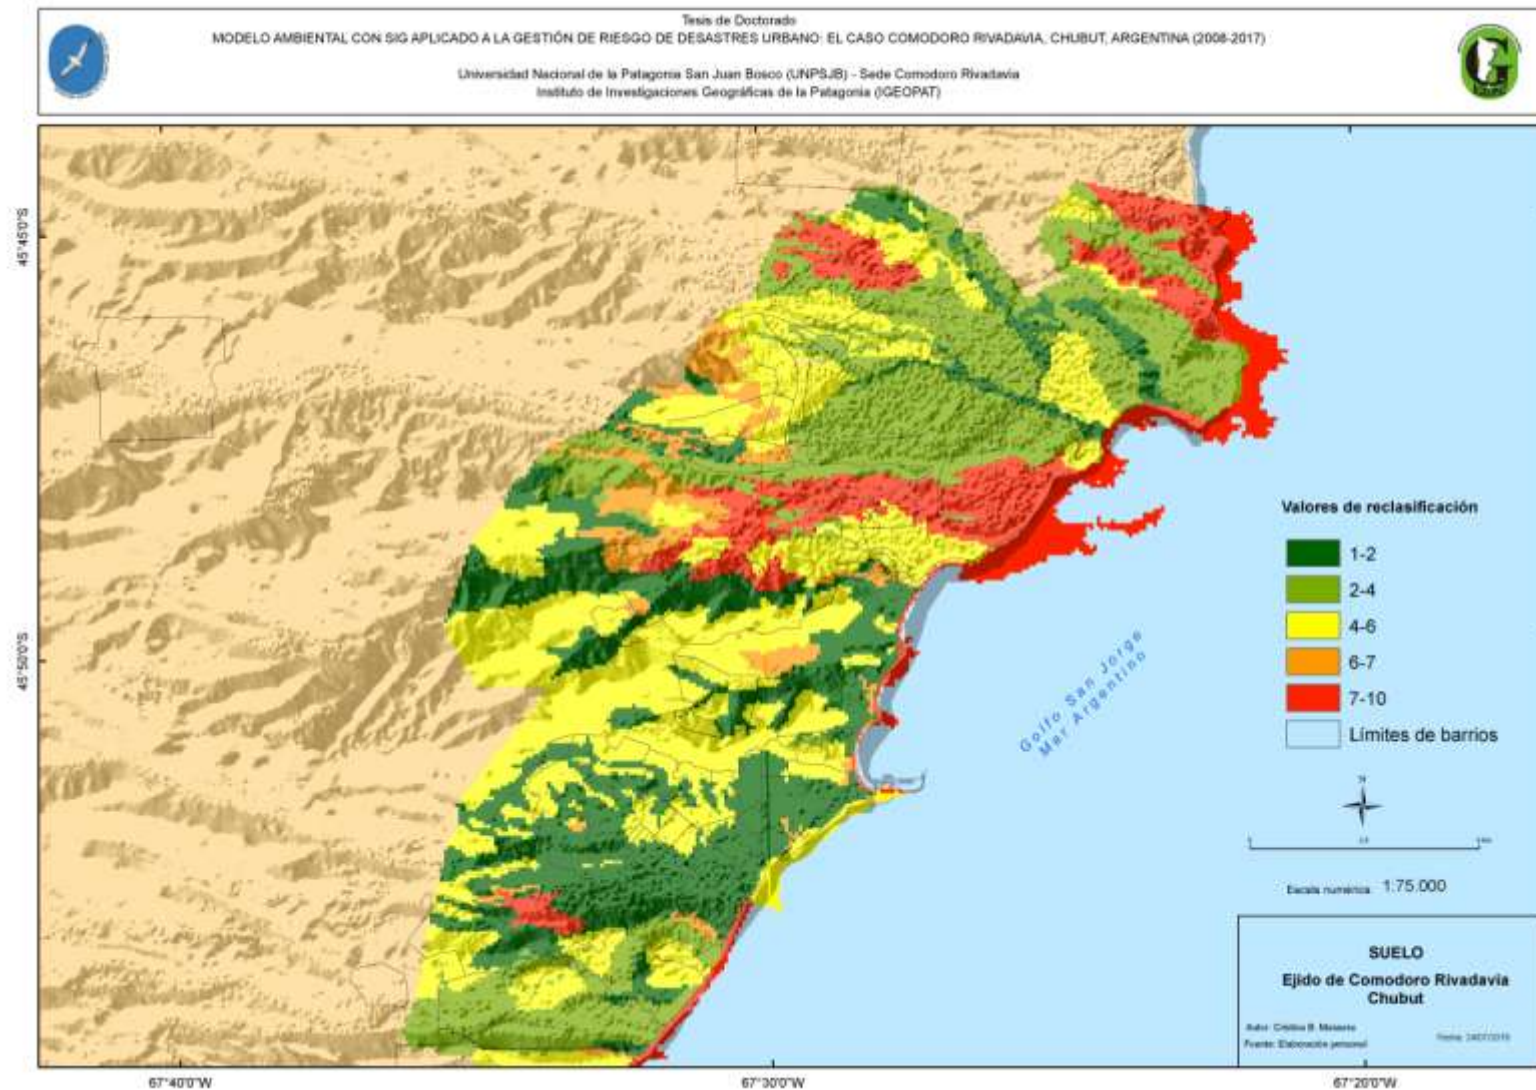 Tesis de Doctorado
MODELO AMBIENTAL CON SIG APLICADO A LA GESTIÓN DE RIESGO DE DESASTRES URBANO: EL CASO COMODORO RIVADAVIA, CHUBUT, ARGENTINA (2008-2017)
Universidad Nacional de la Patagonia San Juan Bosco (UNPSJB) - Sede Comodoro Rivadavia
Instituto de Investigaciones Geográficas de la Patagonia (IGEOPAT)
45°45'0"S
45°50'0"S
Golfo San Jorge
Mar Argentino
Valores de reclasificación
1-2
2-4
4-6
6-7
7-10
Límites de barrios
N
Escala numérica 1:75.000
SUELO
Ejido de Comodoro Rivadavia
Chubut
Autor: Cristina B.
Fuente: Elaboración personal
Fecha:
67°40'0"W
67°30'0"W
67°20'0"W